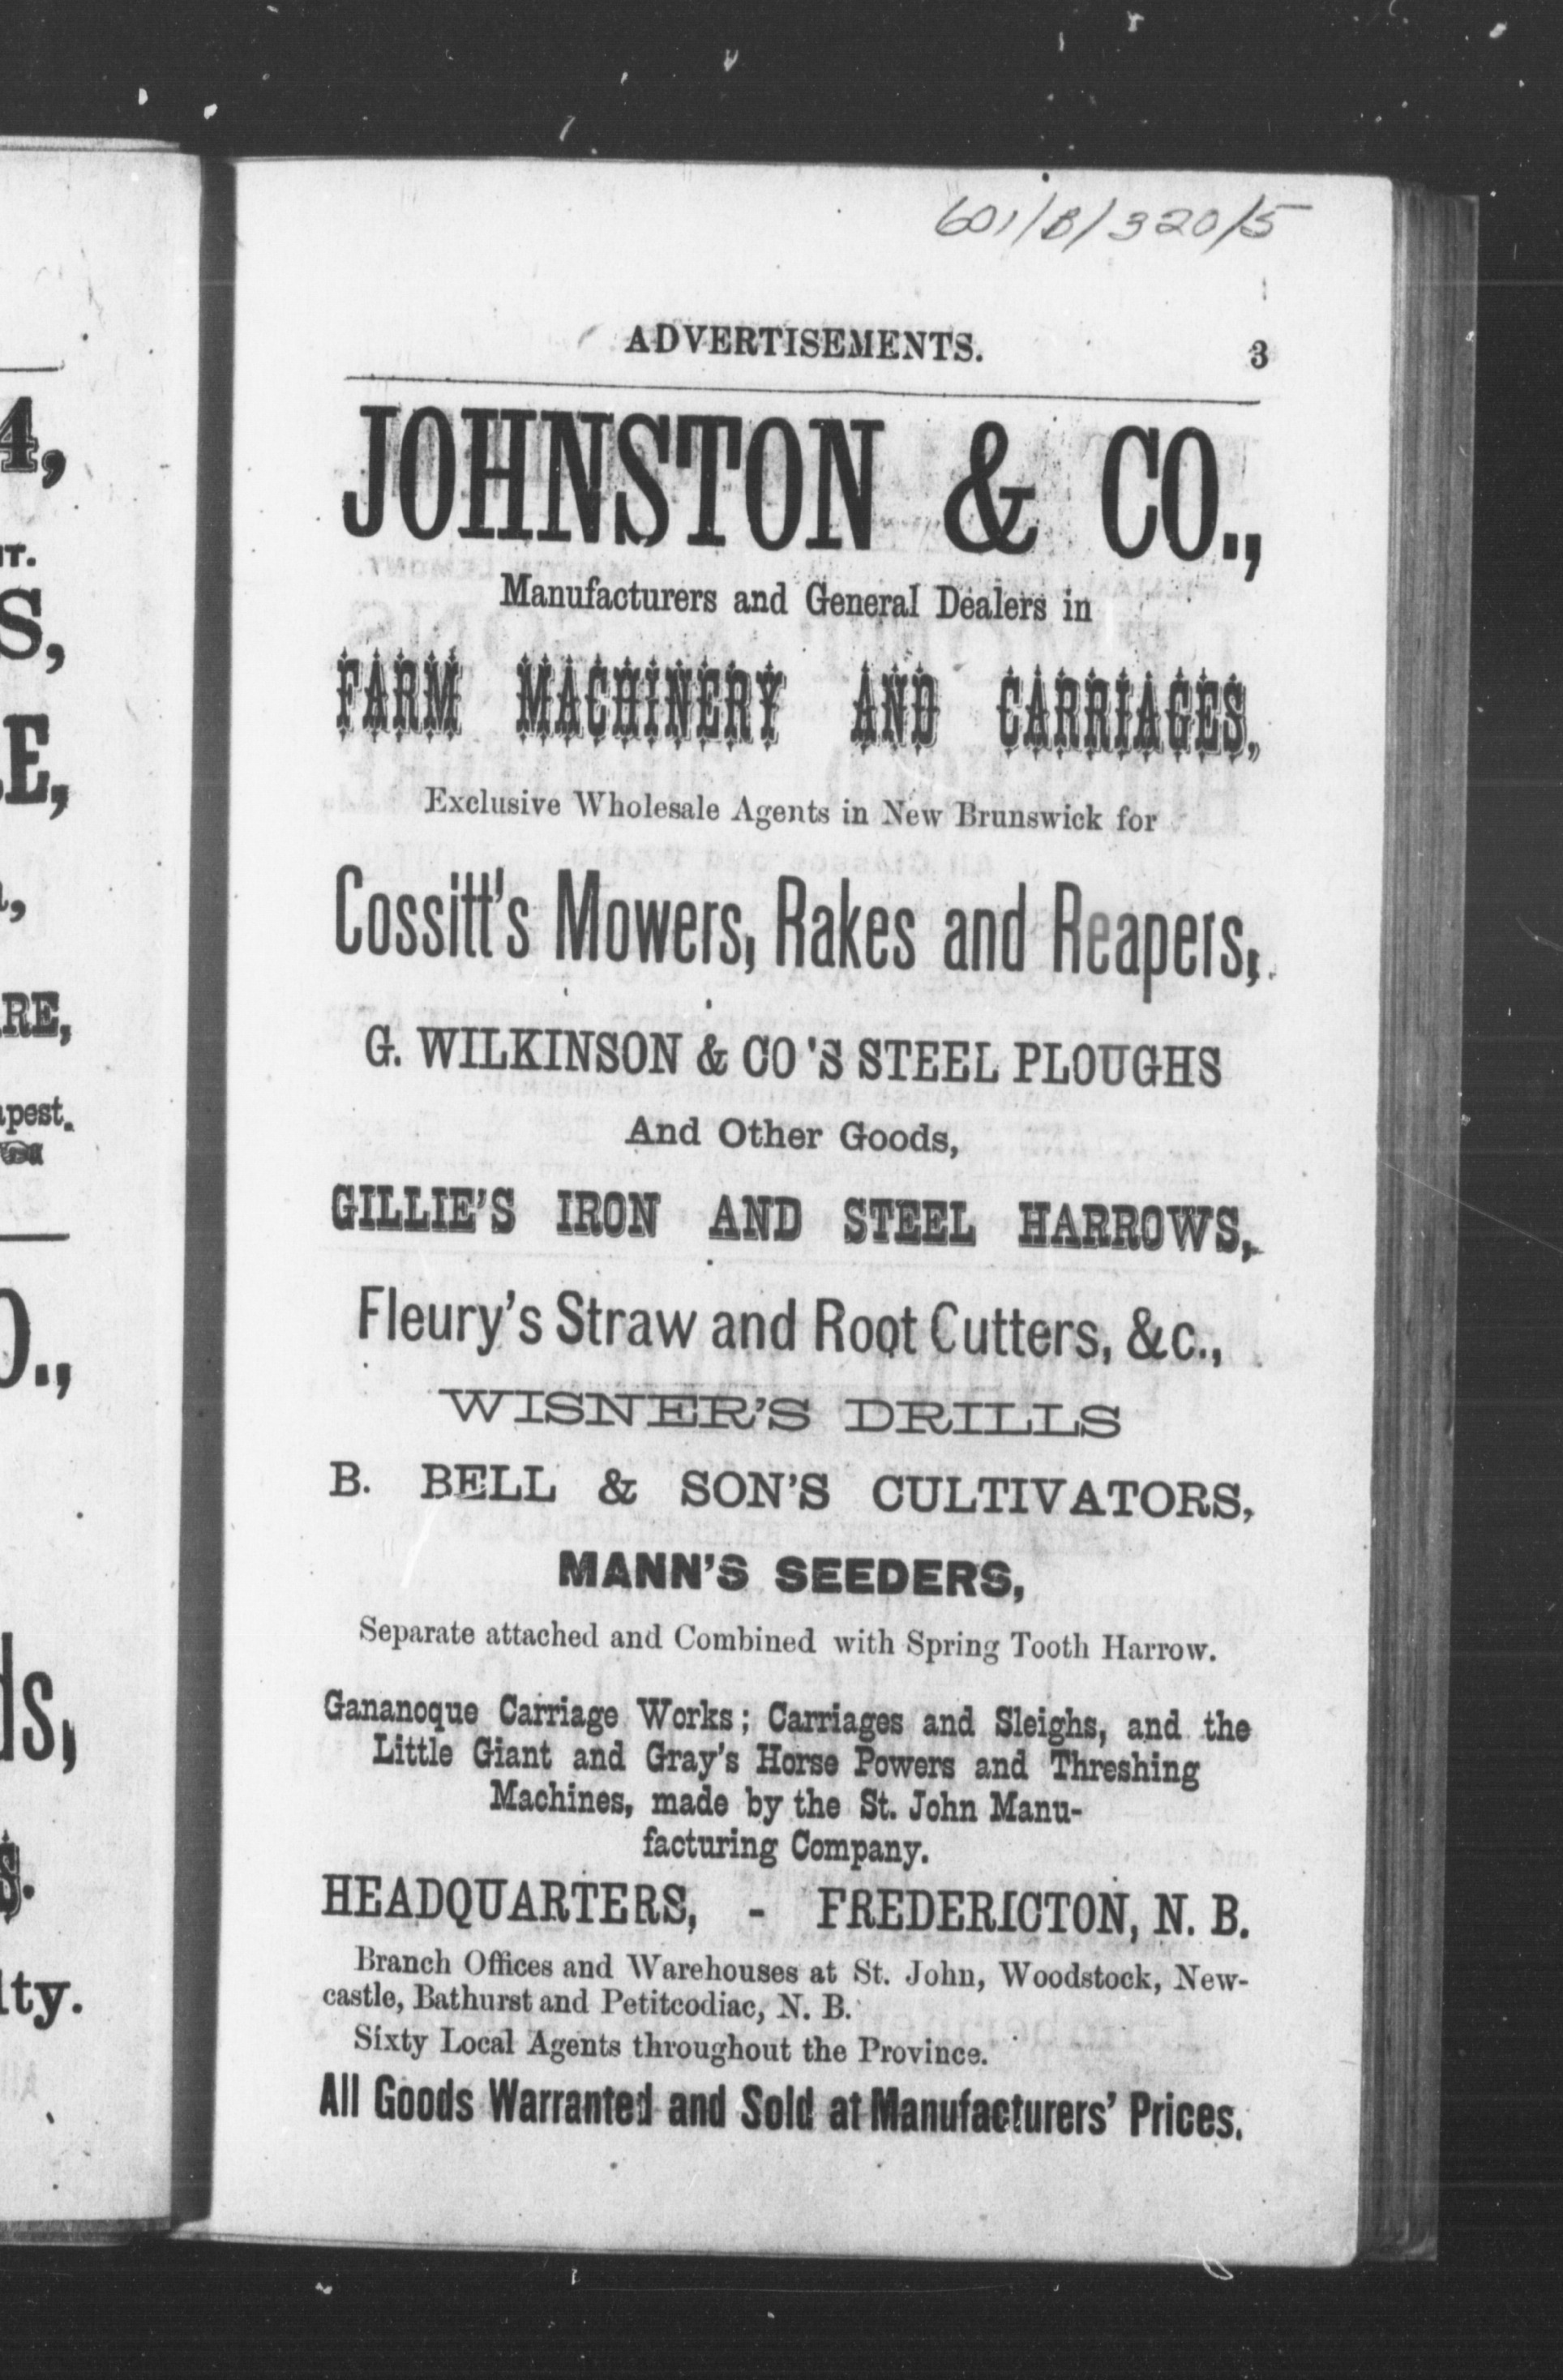 601/B/320/5
ADVERTISEMENTS. 3
JOHNSTON & CO.,
Manufacturers and General Dealers in
FARM MACHINERY AND CARRIAGES,
Exclusive Wholesale Agents in New Brunswick for
Cossitt's Mowers, Rakes and Reapers,
G. WILKINSON & CO'S STEEL PLOUGHS
And Other Goods,
GILLIE'S IRON AND STEEL HARROWS,
Fleury's Straw and Root Cutters, &c.,
WISNER'S DRILLS
B. BELL & SON'S CULTIVATORS,
MANN'S SEEDERS,
Separate attached and Combined with Spring Tooth Harrow.
Gananoque Carriage Works; Carriages and Sleighs, and the
Little Giant and Gray's Horse Powers and Threshing
Machines, made by the St. John Manu-
facturing Company.
HEADQUARTERS, - FREDERICTON, N. B.
Branch Offices and Warehouses at St. John, Woodstock, New-
castle, Bathurst and Petitcodiac, N. B.
Sixty Local Agents throughout the Province.
All Goods Warranted and Sold at Manufacturers' Prices.